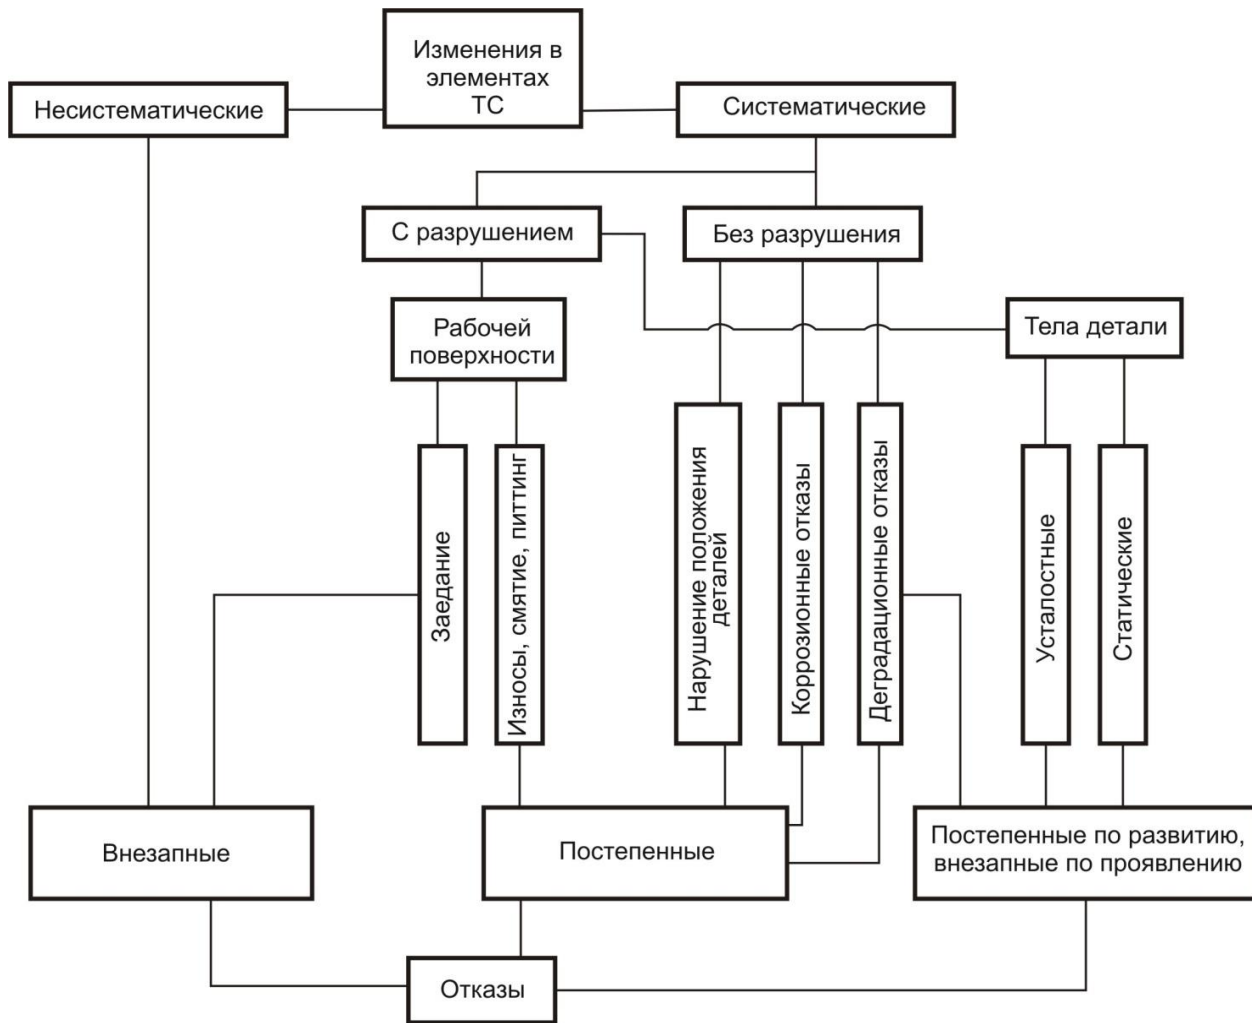 Изменения в
элементах
ТС
Несистематические
Систематические
С разрушением
Без разрушения
Рабочей
поверхности
Тела детали
Заедание
Износы, смятие, питтинг
Нарушение положения
деталей
Коррозионные отказы
Деградационные отказы
Усталостные
Статические
Внезапные
Постепенные
Постепенные по развитию,
внезапные по проявлению
Отказы